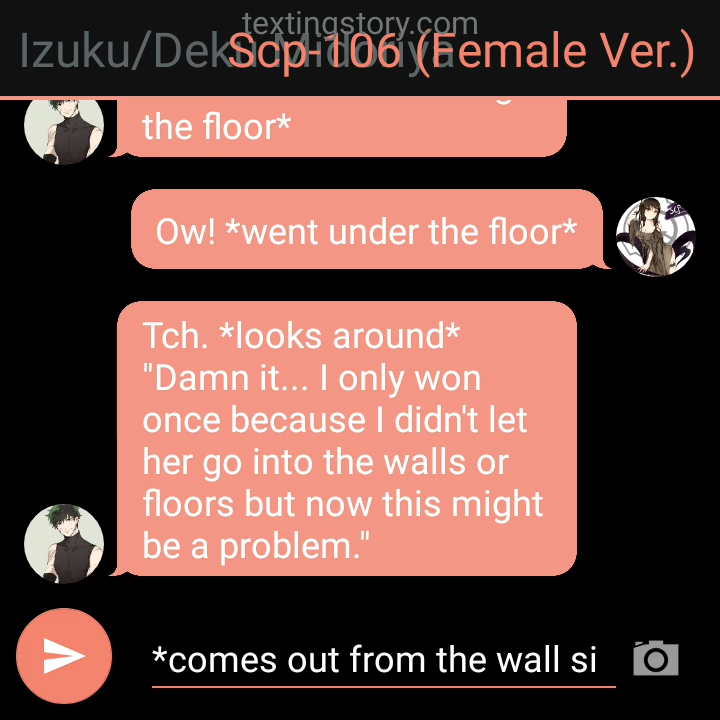 textingstory.com
Izuku/Deku Midoriya
Scp-106 (Female Ver.)
the floor*
Ow! *went under the floor*
Tch. *looks around*
"Damn it... I only won
once because I didn't let
her go into the walls or
floors but now this might
be a problem."
*comes out from the wall si